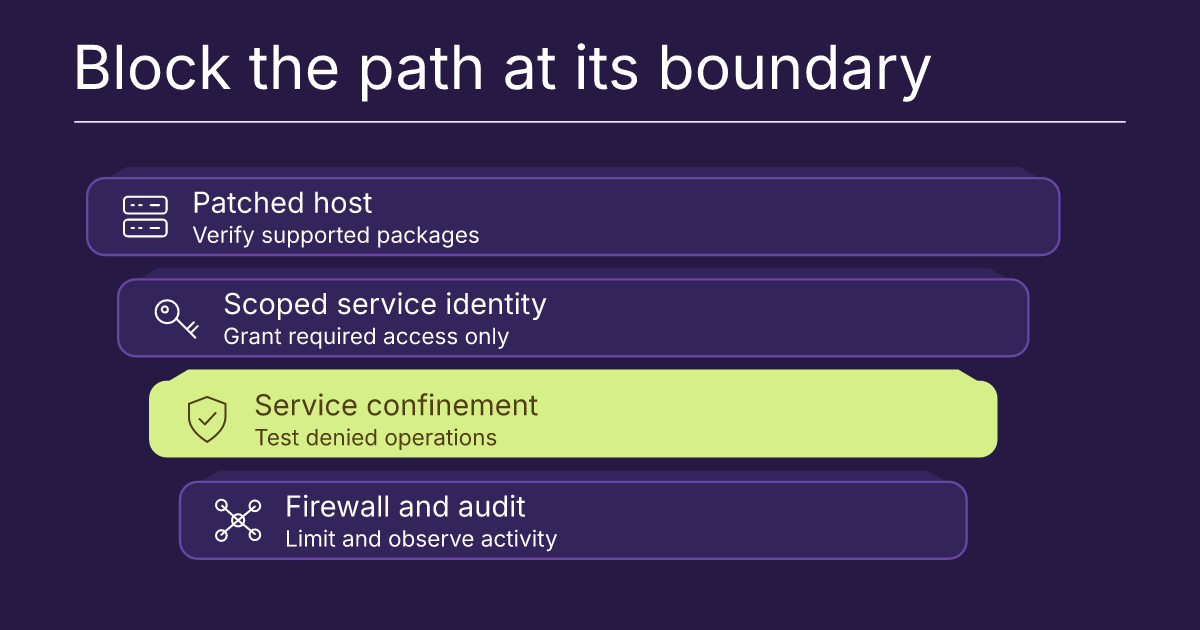 Block the path at its boundary
Patched host
Verify supported packages
Scoped service identity
Grant required access only
Service confinement
Test denied operations
Firewall and audit
Limit and observe activity